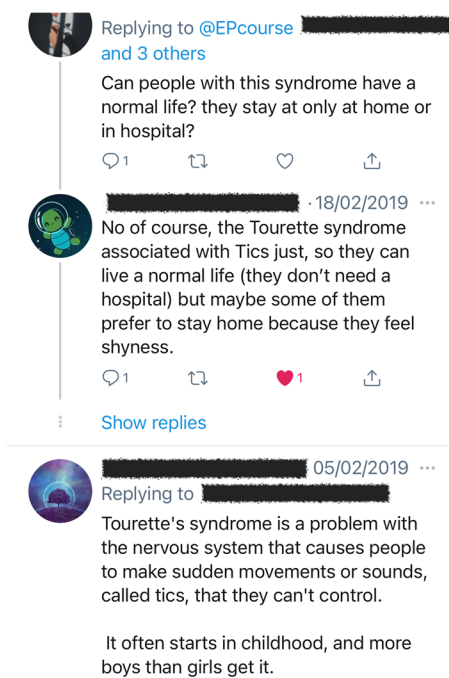 Replying to @EPcourse
and 3 others
Can people with this syndrome have a
normal life? they stay at only at home or
in hospital?
1
· 18/02/2019 ···
No of course, the Tourette syndrome
associated with Tics just, so they can
live a normal life (they don’t need a
hospital) but maybe some of them
prefer to stay home because they feel
shyness.
1 1
Show replies
05/02/2019 ···
Replying to
Tourette's syndrome is a problem with
the nervous system that causes people
to make sudden movements or sounds,
called tics, that they can't control.
It often starts in childhood, and more
boys than girls get it.